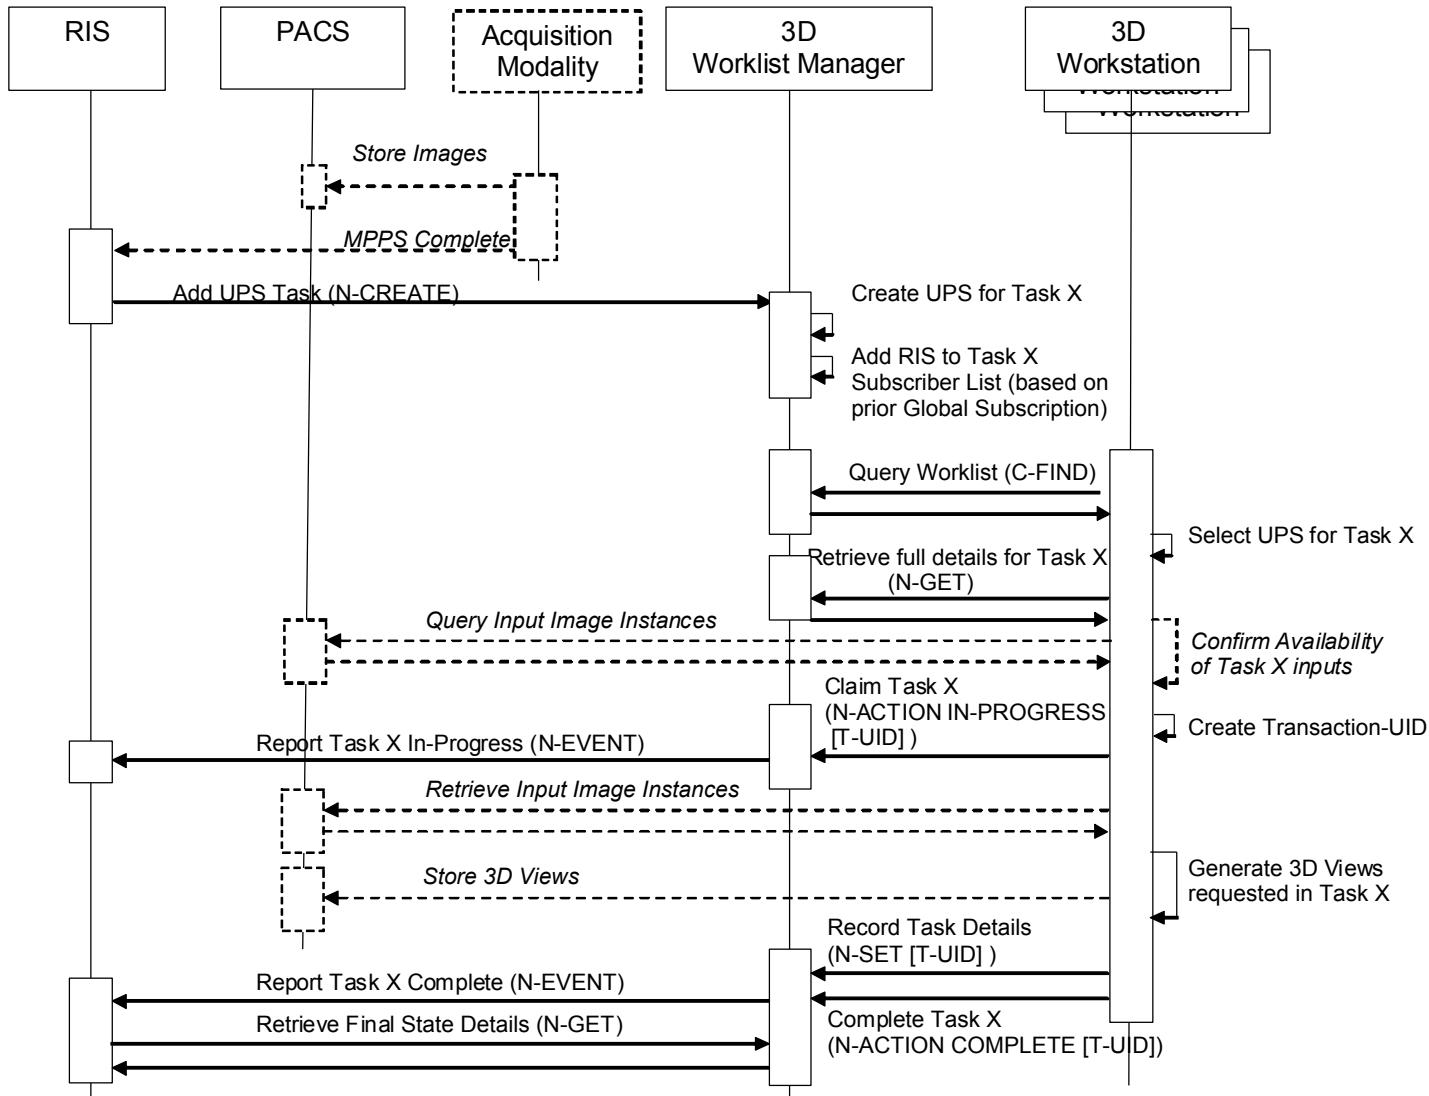 RIS
PACS
Acquisition
Modality
3D
Worklist Manager
3D
Workstation
Workstation
Workstation
Store Images
MPPS Complete
Add UPS Task (N-CREATE)
Create UPS for Task X
Add RIS to Task X
Subscriber List (based on
prior Global Subscription)
Query Worklist (C-FIND)
Select UPS for Task X
Retrieve full details for Task X
(N-GET)
Query Input Image Instances
Confirm Availability
of Task X inputs
Claim Task X
(N-ACTION IN-PROGRESS
[T-UID] )
Create Transaction-UID
Report Task X In-Progress (N-EVENT)
Retrieve Input Image Instances
Store 3D Views
Generate 3D Views
requested in Task X
Record Task Details
(N-SET [T-UID] )
Report Task X Complete (N-EVENT)
Retrieve Final State Details (N-GET)
Complete Task X
(N-ACTION COMPLETE [T-UID])